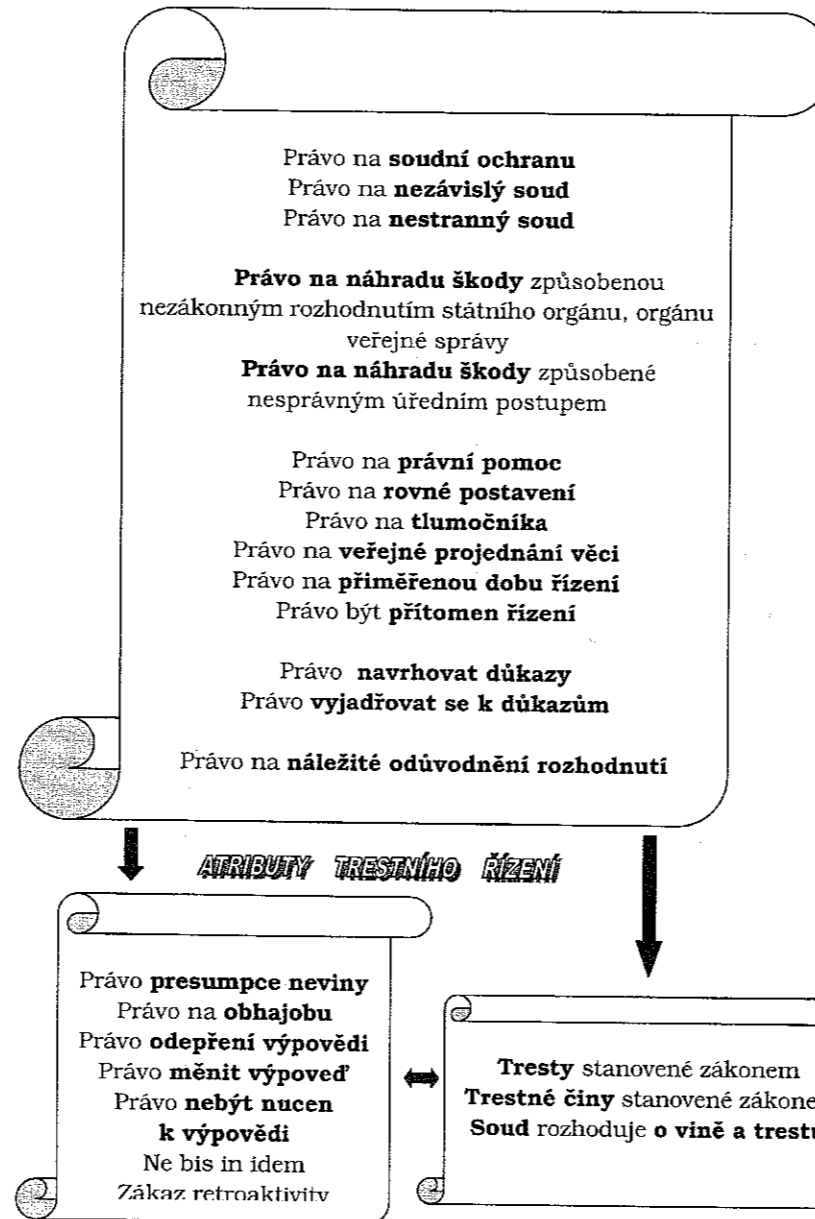 Právo na soudní ochranu
Právo na nezávislý soud
Právo na nestranný soud
Právo na náhradu škody způsobenou
nezákonným rozhodnutím státního orgánu, orgánu
veřejné správy
Právo na náhradu škody způsobené
nesprávným úředním postupem
Právo na právní pomoc
Právo na rovné postavení
Právo na tlumočníka
Právo na veřejné projednání věci
Právo na přiměřenou dobu řízení
Právo být přítomen řízení
Právo navrhovat důkazy
Právo vyjadřovat se k důkazům
Právo na náležité odůvodnění rozhodnutí
ATRIBUTY TRESTNÍHO ŘÍZENÍ
Právo presumpce neviny
Právo na obhajobu
Právo odepření výpovědi
Právo měnit výpověď
Právo nebýt nucen
k výpovědi
Ne bis in idem
Zákaz retroaktivity
Tresty stanovené zákonem
Trestné činy stanovené zákone
Soud rozhoduje o vině a trestu